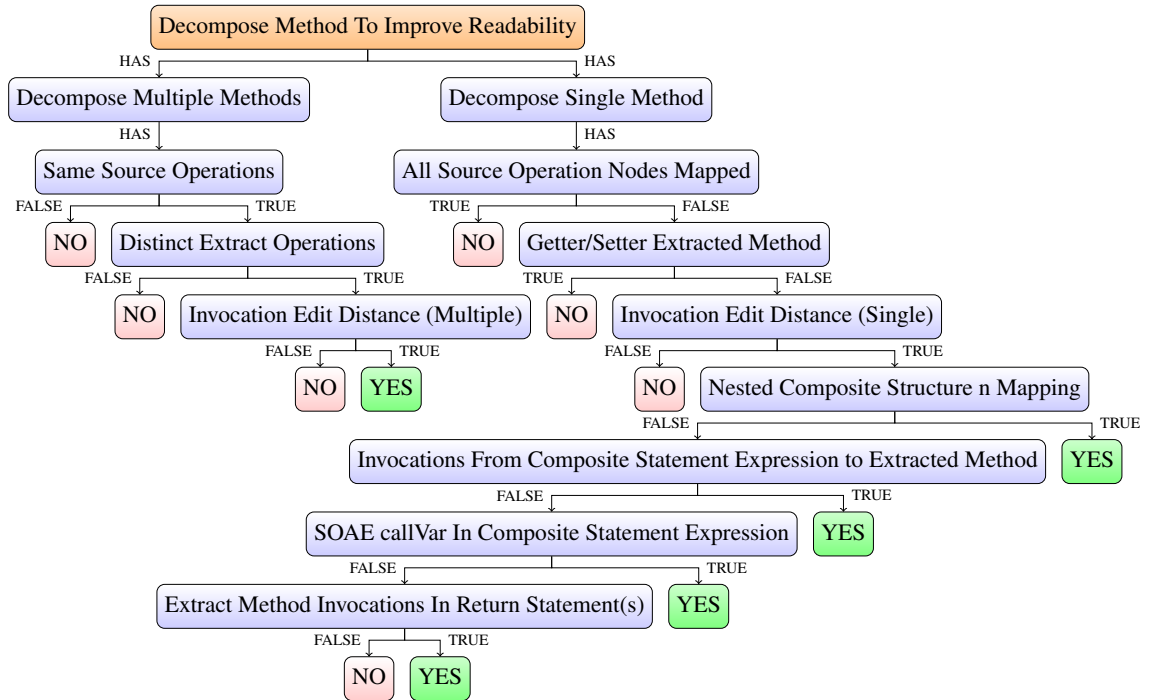 Decompose Method To Improve Readability
HAS HAS
Decompose Multiple Methods Decompose Single Method
HAS HAS
Same Source Operations All Source Operation Nodes Mapped
FALSE TRUE TRUE FALSE
NO Distinct Extract Operations NO Getter/Setter Extracted Method
FALSE TRUE TRUE FALSE
NO Invocation Edit Distance (Multiple) NO Invocation Edit Distance (Single)
FALSE TRUE FALSE TRUE
NO YES NO Nested Composite Structure n Mapping
FALSE TRUE
Invocations From Composite Statement Expression to Extracted Method YES
FALSE TRUE
SOAE callVar In Composite Statement Expression YES
FALSE TRUE
Extract Method Invocations In Return Statement(s) YES
FALSE TRUE
NO YES